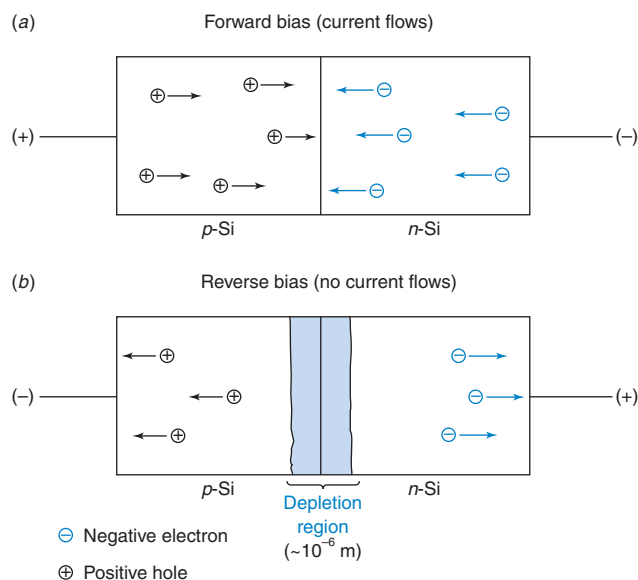 (a)
Forward bias (current flows)
(+)
(–)
p-Si
n-Si
(b)
Reverse bias (no current flows)
(–)
(+)
p-Si
n-Si
Depletion
region
(~10⁻⁶ m)
⊖ Negative electron
⊕ Positive hole